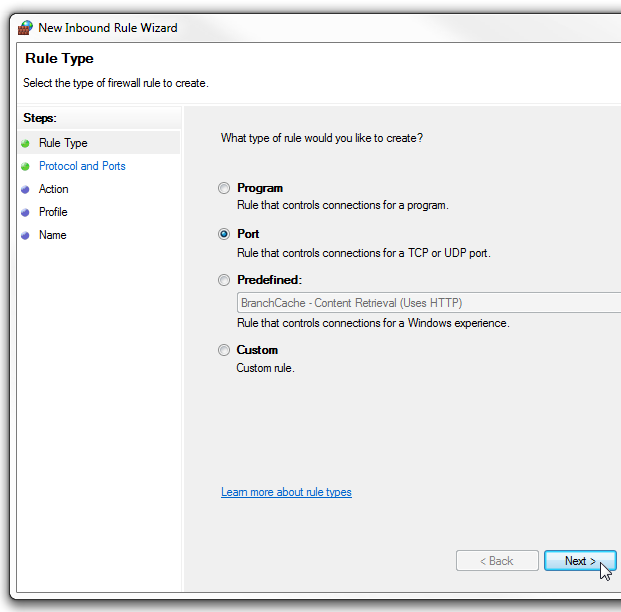 New Inbound Rule Wizard
Rule Type
Select the type of firewall rule to create.
Steps:
Rule Type
Protocol and Ports
Action
Profile
Name
What type of rule would you like to create?
Program
Rule that controls connections for a program.
Port
Rule that controls connections for a TCP or UDP port.
Predefined:
BranchCache - Content Retrieval (Uses HTTP)
Rule that controls connections for a Windows experience.
Custom
Custom rule.
Learn more about rule types
< Back
Next >